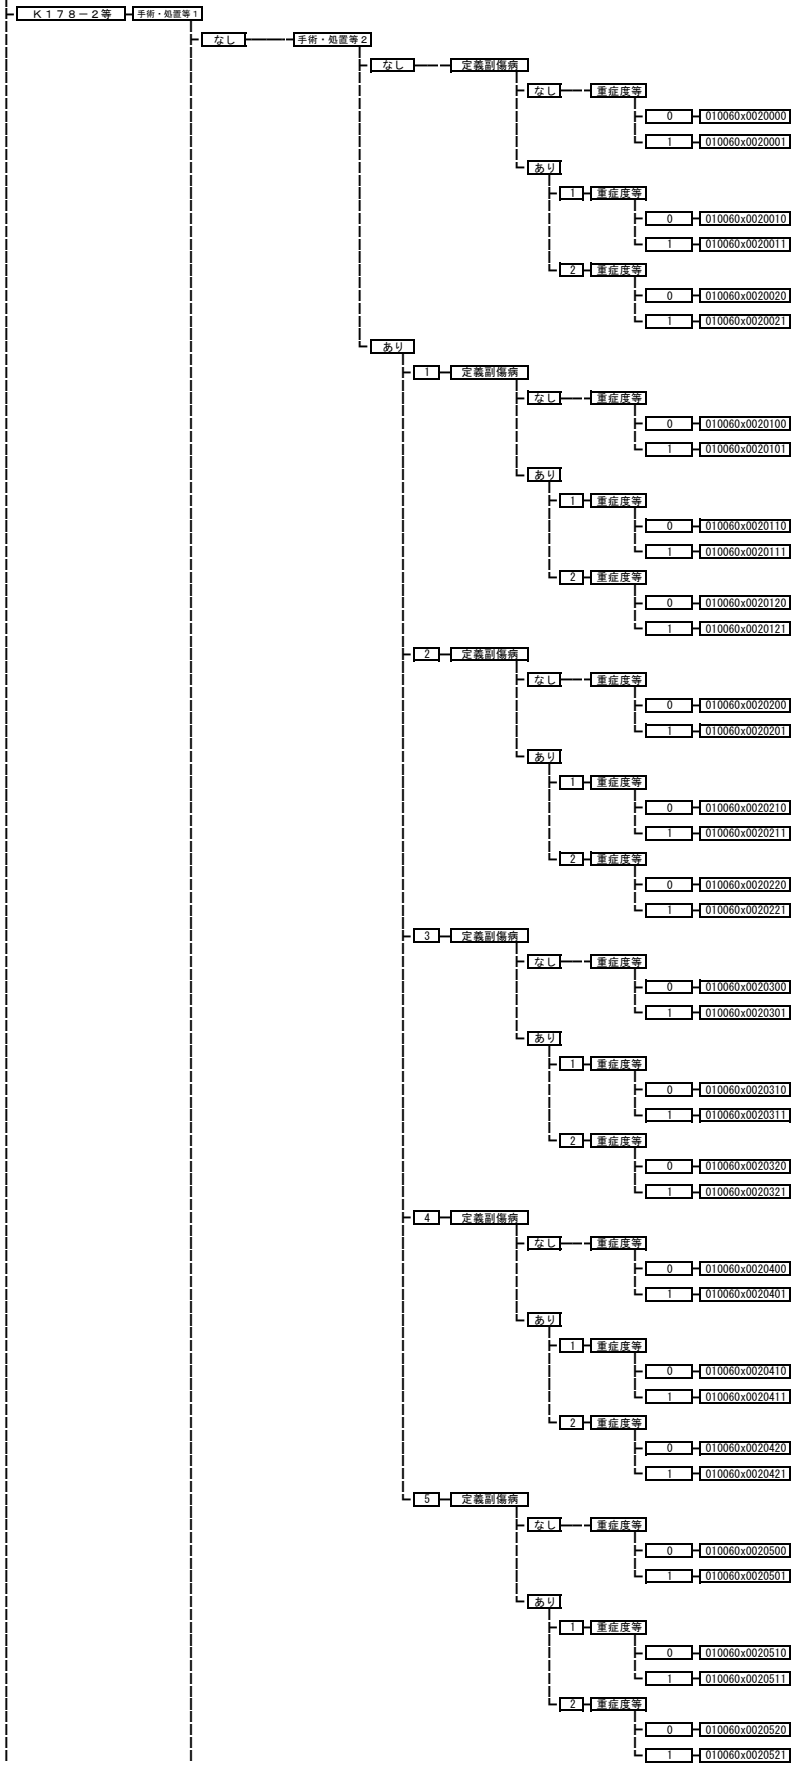 K178-2等 手術・処置等1
なし 手術・処置等2
なし 定義副傷病
なし 重症度等
0 010060x0020000
1 010060x0020001
あり
1 重症度等
0 010060x0020010
1 010060x0020011
2 重症度等
0 010060x0020020
1 010060x0020021
あり
1 定義副傷病
なし 重症度等
0 010060x0020100
1 010060x0020101
あり
1 重症度等
0 010060x0020110
1 010060x0020111
2 重症度等
0 010060x0020120
1 010060x0020121
2 定義副傷病
なし 重症度等
0 010060x0020200
1 010060x0020201
あり
1 重症度等
0 010060x0020210
1 010060x0020211
2 重症度等
0 010060x0020220
1 010060x0020221
3 定義副傷病
なし 重症度等
0 010060x0020300
1 010060x0020301
あり
1 重症度等
0 010060x0020310
1 010060x0020311
2 重症度等
0 010060x0020320
1 010060x0020321
4 定義副傷病
なし 重症度等
0 010060x0020400
1 010060x0020401
あり
1 重症度等
0 010060x0020410
1 010060x0020411
2 重症度等
0 010060x0020420
1 010060x0020421
5 定義副傷病
なし 重症度等
0 010060x0020500
1 010060x0020501
あり
1 重症度等
0 010060x0020510
1 010060x0020511
2 重症度等
0 010060x0020520
1 010060x0020521